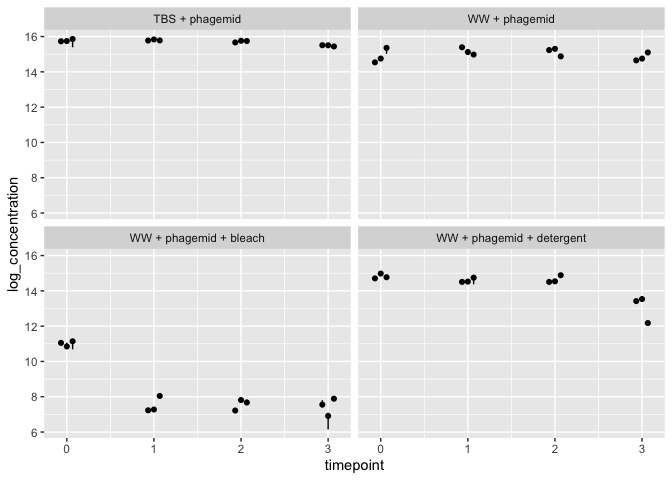 TBS + phagemid
WW + phagemid
16
14
12
10
8
6
WW + phagemid + bleach
WW + phagemid + detergent
16
14
12
10
8
6
0 1 2 3
0 1 2 3
timepoint
log_concentration